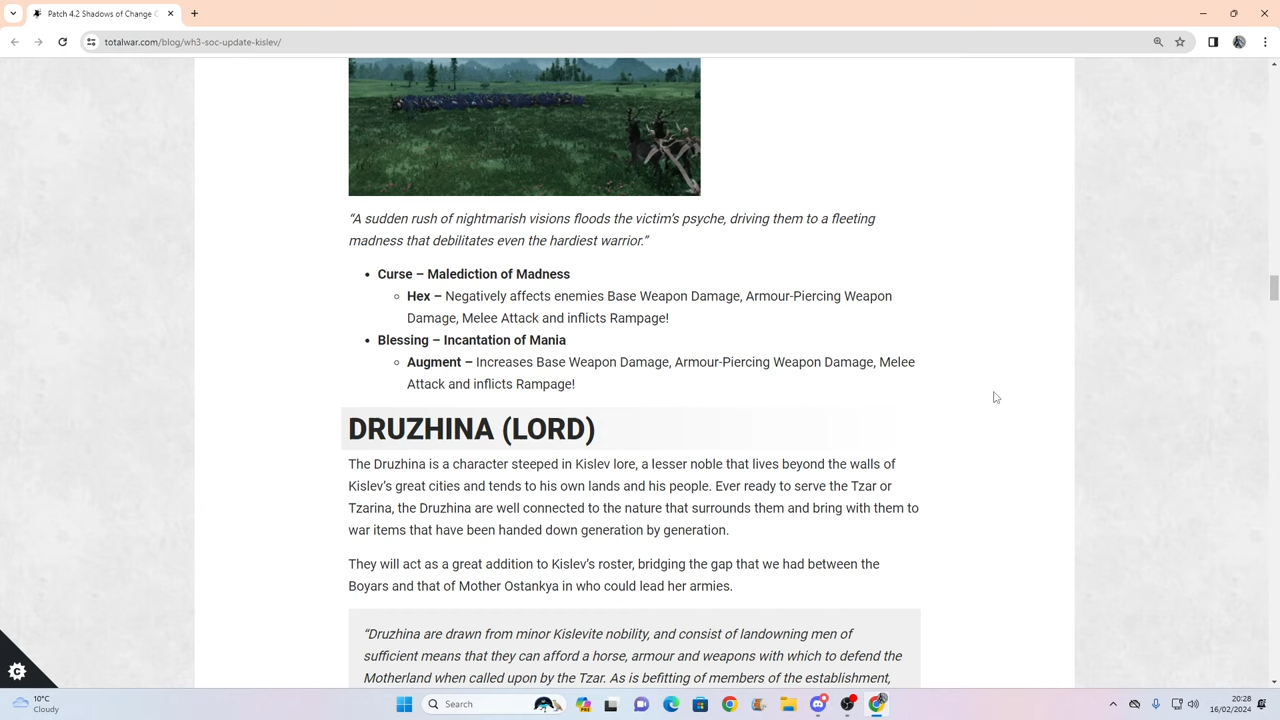 Patch 4.2 Shadows of Change C
totalwar.com/blog/wh3-soc-update-kislev/
“A sudden rush of nightmarish visions floods the victim’s psyche, driving them to a fleeting
madness that debilitates even the hardiest warrior.”
• Curse – Malediction of Madness
Hex – Negatively affects enemies Base Weapon Damage, Armour-Piercing Weapon
Damage, Melee Attack and inflicts Rampage!
• Blessing – Incantation of Mania
Augment – Increases Base Weapon Damage, Armour-Piercing Weapon Damage, Melee
Attack and inflicts Rampage!
DRUZHINA (LORD)
The Druzhina is a character steeped in Kislev lore, a lesser noble that lives beyond the walls of
Kislev’s great cities and tends to his own lands and his people. Ever ready to serve the Tzar or
Tzarina, the Druzhina are well connected to the nature that surrounds them and bring with them to
war items that have been handed down generation by generation.
They will act as a great addition to Kislev’s roster, bridging the gap that we had between the
Boyars and that of Mother Ostankya in who could lead her armies.
“Druzhina are drawn from minor Kislevite nobility, and consist of landowning men of
sufficient means that they can afford a horse, armour and weapons with which to defend the
Motherland when called upon by the Tzar. As is befitting of members of the establishment,
10°C
Cloudy
Search
20:28
16/02/2024